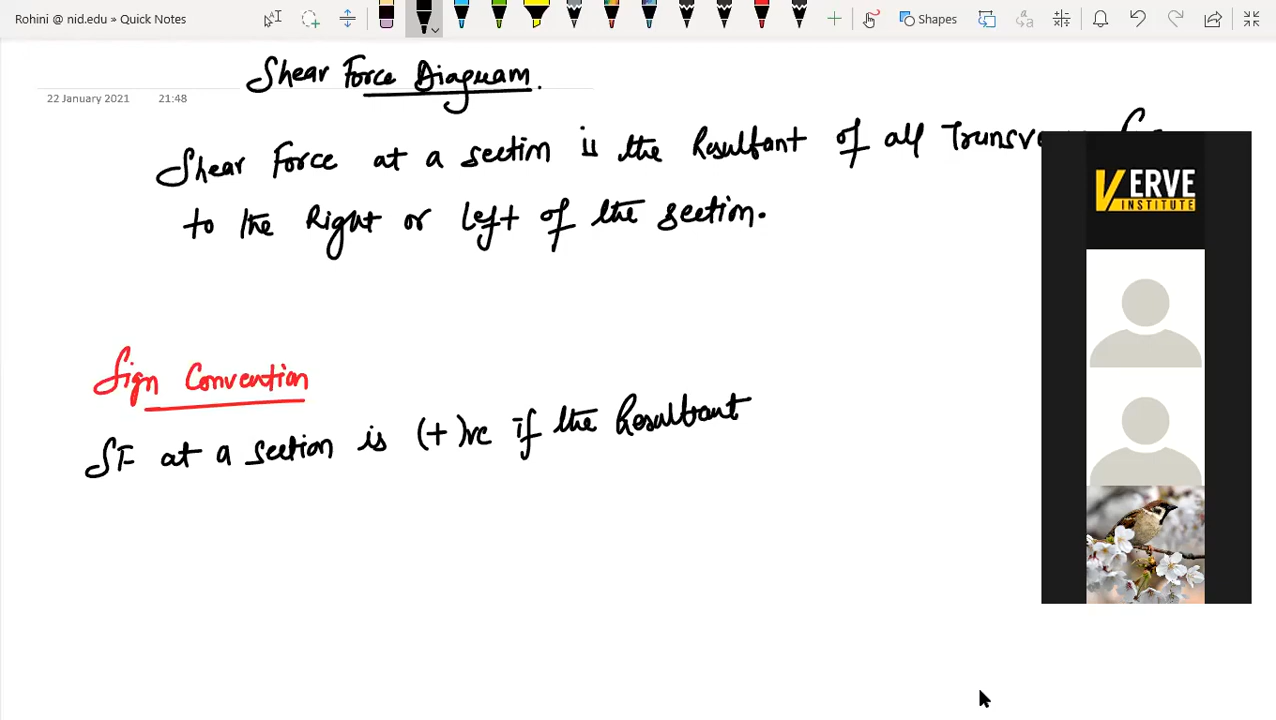 Rohini @ nid.edu » Quick Notes
Shapes
Shear Force Diagram.
22 January 2021 21:48
Shear Force at a section is the Resultant of all Transve
to the Right or left of the section.
VERVE
INSTITUTE
Sign Convention
SF at a section is (+)ve if the Resultant